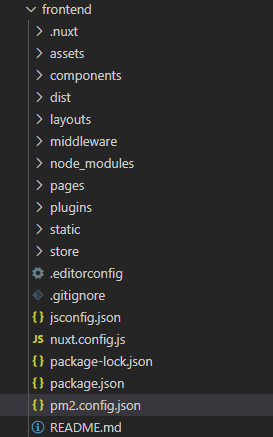 frontend
.nuxt
assets
components
dist
layouts
middleware
node_modules
pages
plugins
static
store
.editorconfig
.gitignore
jsconfig.json
nuxt.config.js
package-lock.json
package.json
pm2.config.json
README.md